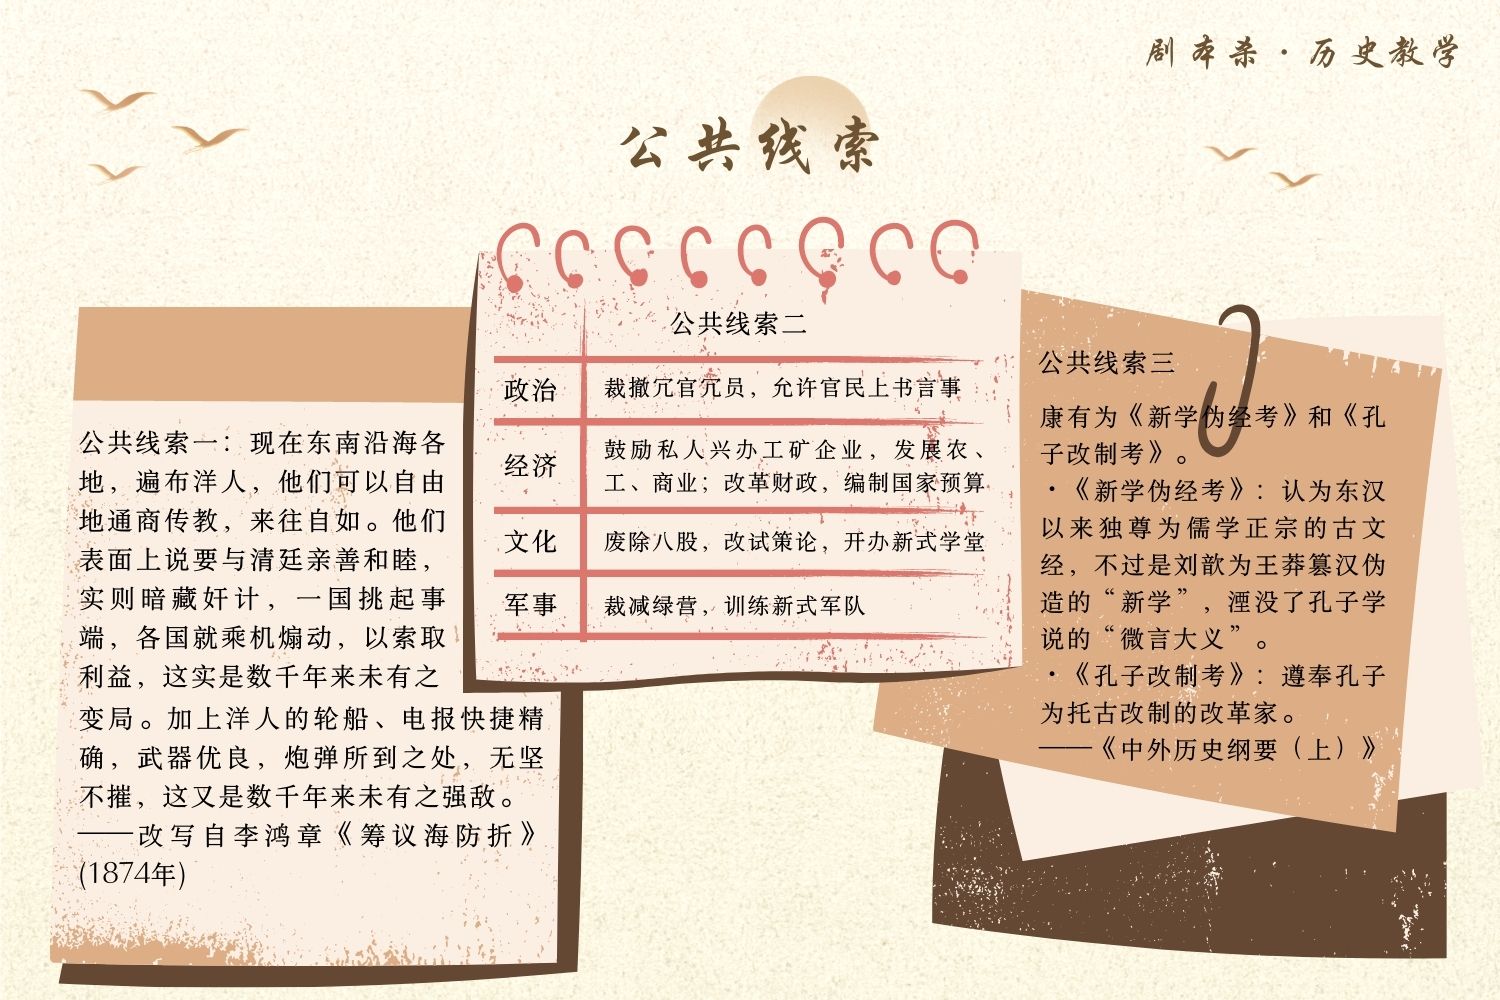 剧本杀·历史教学
公共线索
公共线索一：现在东南沿海各
地，遍布洋人，他们可以自由
地通商传教，来往自如。他们
表面上说要与清廷亲善和睦，
实则暗藏奸计，一国挑起事
端，各国就乘机煽动，以索取
利益，这实是数千年来未有之
变局。加上洋人的轮船、电报快捷精
确，武器优良，炮弹所到之处，无坚
不摧，这又是数千年来未有之强敌。
——改写自李鸿章《筹议海防折》
(1874年)
公共线索二
政治 裁撤冗官冗员，允许官民上书言事
经济 鼓励私人兴办工矿企业，发展农、
工、商业；改革财政，编制国家预算
文化 废除八股，改试策论，开办新式学堂
军事 裁减绿营，训练新式军队
公共线索三
康有为《新学伪经考》和《孔
子改制考》。
·《新学伪经考》：认为东汉
以来独尊为儒学正宗的古文
经，不过是刘歆为王莽篡汉伪
造的“新学”，湮没了孔子学
说的“微言大义”。
·《孔子改制考》：遵奉孔子
为托古改制的改革家。
——《中外历史纲要（上）》